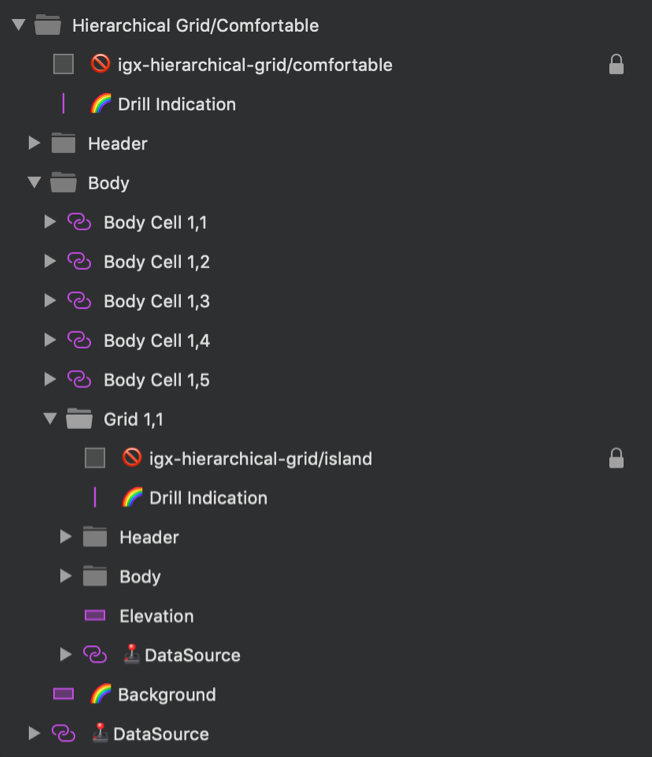 Hierarchical Grid/Comfortable
🚫 igx-hierarchical-grid/comfortable
🌈 Drill Indication
Header
Body
Body Cell 1,1
Body Cell 1,2
Body Cell 1,3
Body Cell 1,4
Body Cell 1,5
Grid 1,1
🚫 igx-hierarchical-grid/island
🌈 Drill Indication
Header
Body
Elevation
🕹DataSource
🌈 Background
🕹DataSource